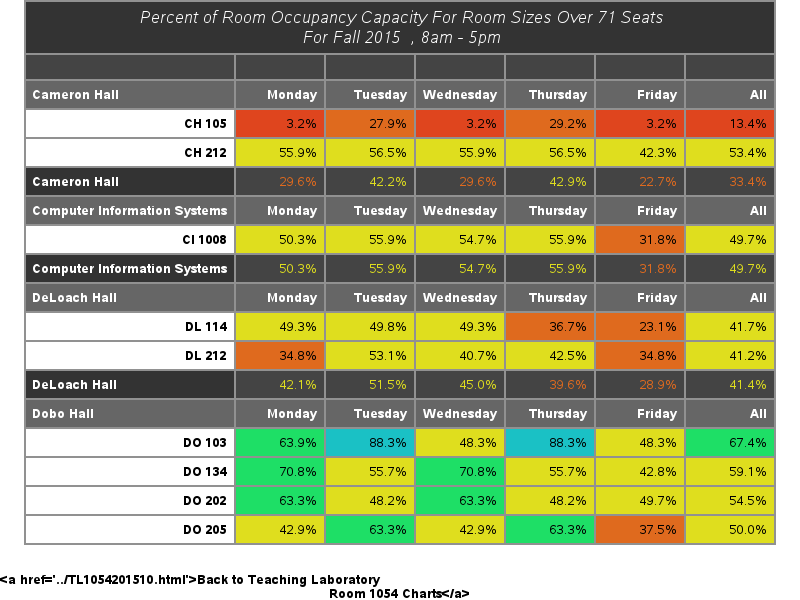 Percent of Room Occupancy Capacity For Room Sizes Over 71 Seats
For Fall 2015 , 8am - 5pm
Cameron Hall Monday Tuesday Wednesday Thursday Friday All
CH 105 3.2% 27.9% 3.2% 29.2% 3.2% 13.4%
CH 212 55.9% 56.5% 55.9% 56.5% 42.3% 53.4%
Cameron Hall 29.6% 42.2% 29.6% 42.9% 22.7% 33.4%
Computer Information Systems Monday Tuesday Wednesday Thursday Friday All
CI 1008 50.3% 55.9% 54.7% 55.9% 31.8% 49.7%
Computer Information Systems 50.3% 55.9% 54.7% 55.9% 31.8% 49.7%
DeLoach Hall Monday Tuesday Wednesday Thursday Friday All
DL 114 49.3% 49.8% 49.3% 36.7% 23.1% 41.7%
DL 212 34.8% 53.1% 40.7% 42.5% 34.8% 41.2%
DeLoach Hall 42.1% 51.5% 45.0% 39.6% 28.9% 41.4%
Dobo Hall Monday Tuesday Wednesday Thursday Friday All
DO 103 63.9% 88.3% 48.3% 88.3% 48.3% 67.4%
DO 134 70.8% 55.7% 70.8% 55.7% 42.8% 59.1%
DO 202 63.3% 48.2% 63.3% 48.2% 49.7% 54.5%
DO 205 42.9% 63.3% 42.9% 63.3% 37.5% 50.0%
<a href='../TL1054201510.html'>Back to Teaching Laboratory
Room 1054 Charts</a>